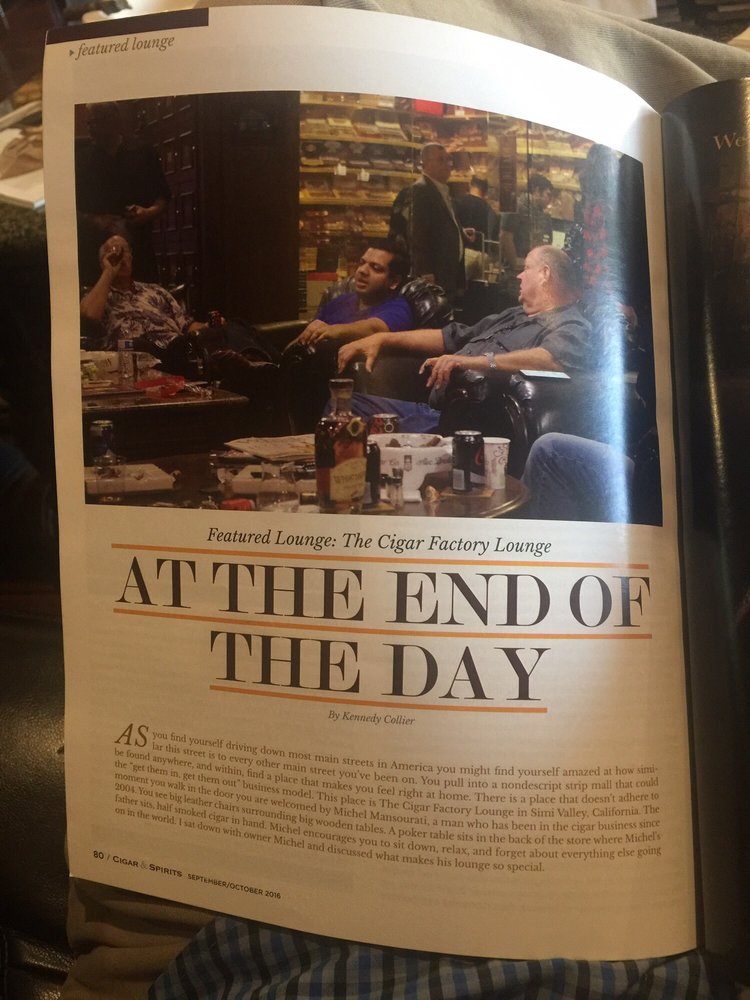 featured lounge
We
Featured Lounge: The Cigar Factory Lounge
AT THE END OF
THE DAY
By Kennedy Collier
AS you find yourself driving down most main streets in America you might find yourself amazed at how simi-
lar this street is to every other main street you've been on. You pull into a nondescript strip mall that could
be found anywhere, and within, find a place that makes you feel right at home. There is a place that doesn't adhere to
the "get them in, get them out" business model. This place is The Cigar Factory Lounge in Simi Valley, California. The
moment you walk in the door you are welcomed by Michel Mansourati, a man who has been in the cigar business since
2004. You see big leather chairs surrounding big wooden tables. A poker table sits in the back of the store where Michel's
father sits, half smoked cigar in hand. Michel encourages you to sit down, relax, and forget about everything else going
on in the world. I sat down with owner Michel and discussed what makes his lounge so special.
80 / CIGAR & SPIRITS SEPTEMBER/OCTOBER 2016